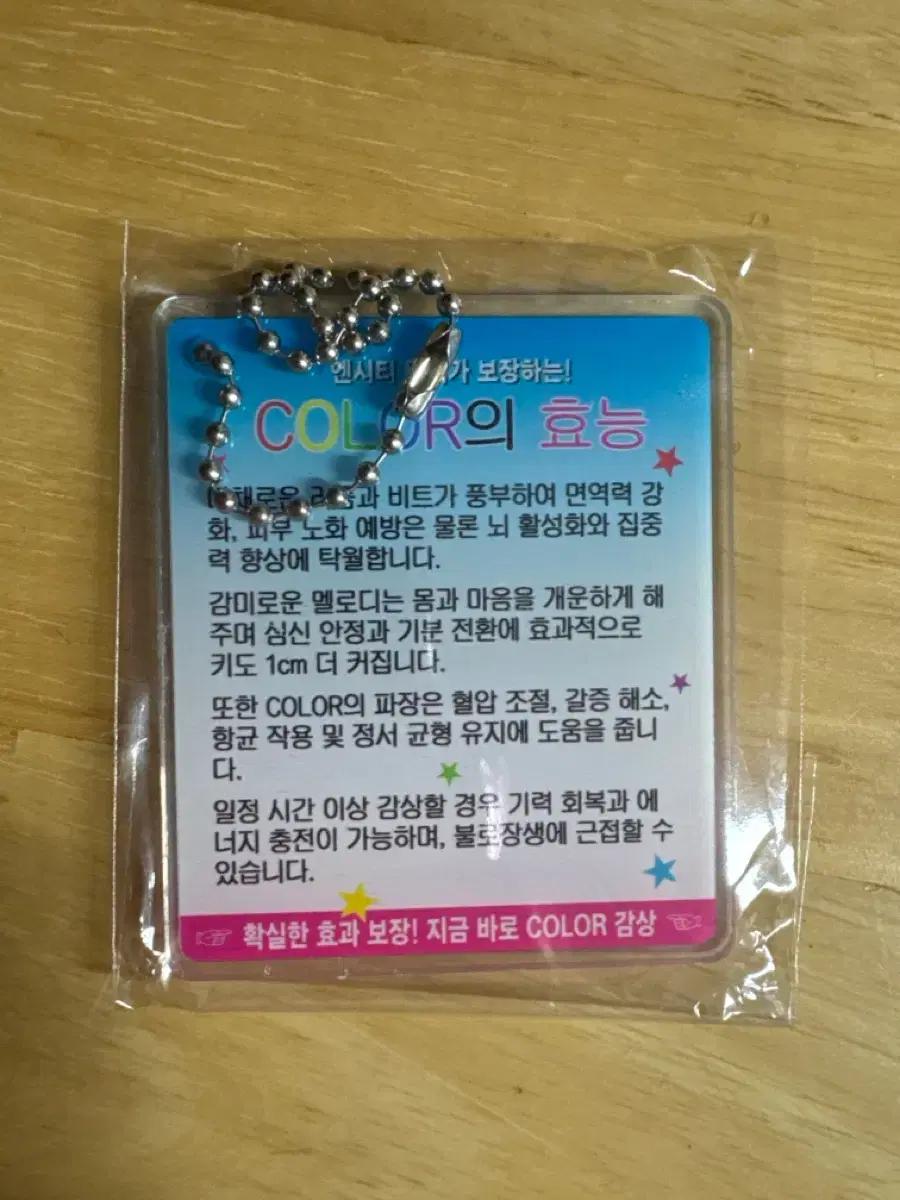 엔시티 가 보장하는!
COLOR의 효능
비트가 풍부하여 면역력 강
화, 피부 노화 예방은 물론 뇌 활성화와 집중
력 향상에 탁월합니다.
감미로운 멜로디는 몸과 마음을 개운하게 해
주며 심신 안정과 기분 전환에 효과적으로
키도 1cm 더 커집니다.
또한 COLOR의 파장은 혈압 조절, 갈증 해소,
항균 작용 및 정서 균형 유지에 도움을 줍니
다.
일정 시간 이상 감상할 경우 기력 회복과 에
너지 충전이 가능하며, 불로장생에 근접할 수
있습니다.
확실한 효과 보장! 지금 바로 COLOR 감상